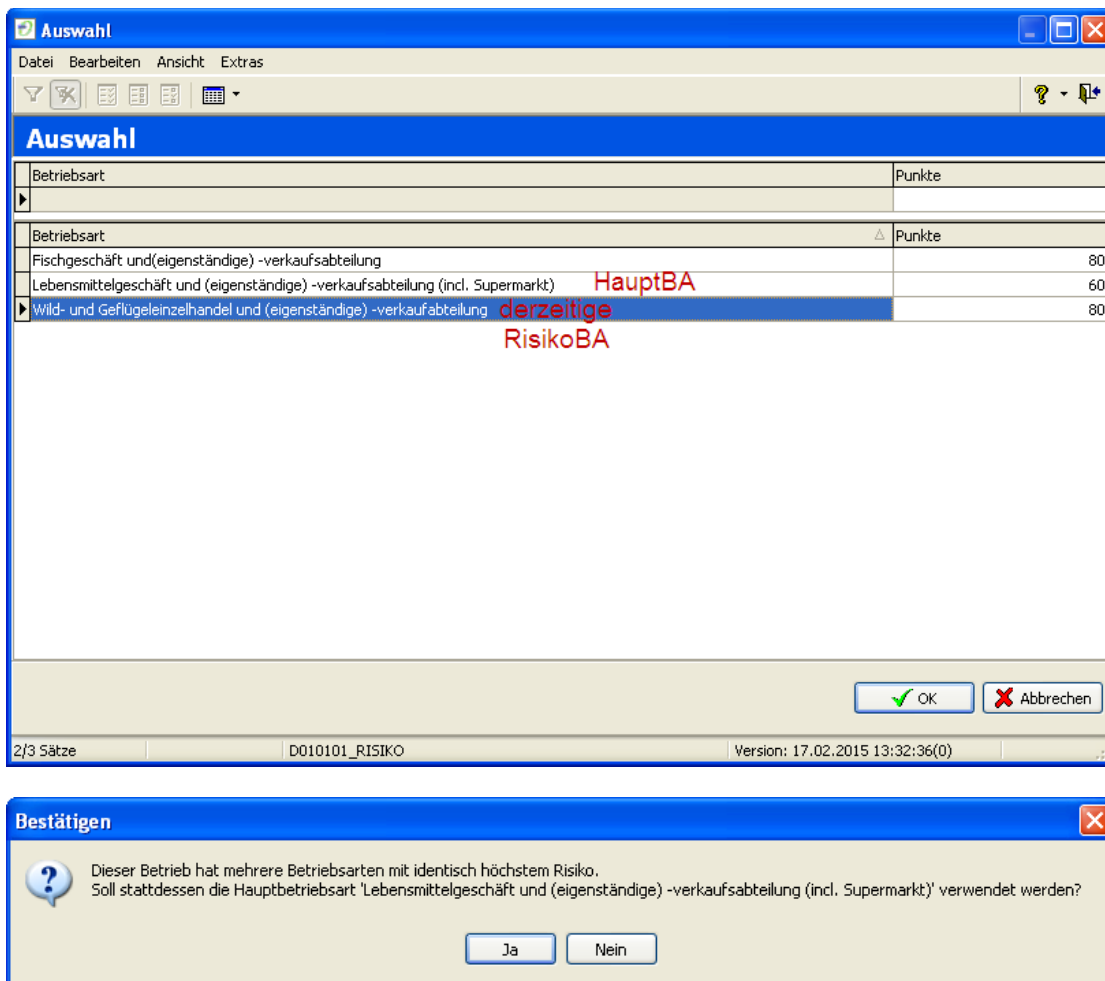 Auswahl
Datei Bearbeiten Ansicht Extras
Auswahl
Betriebsart Punkte
Betriebsart Punkte
Fischgeschäft und(eigenständige) -verkaufsabteilung 80
Lebensmittelgeschäft und (eigenständige) -verkaufsabteilung (incl. Supermarkt) HauptBA 60
Wild- und Geflügeleinzelhandel und (eigenständige) -verkaufabteilung derzeitige 80
RisikoBA
OK Abbrechen
2/3 Sätze D010101_RISIKO Version: 17.02.2015 13:32:36(0)
Bestätigen
Dieser Betrieb hat mehrere Betriebsarten mit identisch höchstem Risiko.
Soll stattdessen die Hauptbetriebsart 'Lebensmittelgeschäft und (eigenständige) -verkaufsabteilung (incl. Supermarkt)' verwendet werden?
Ja Nein